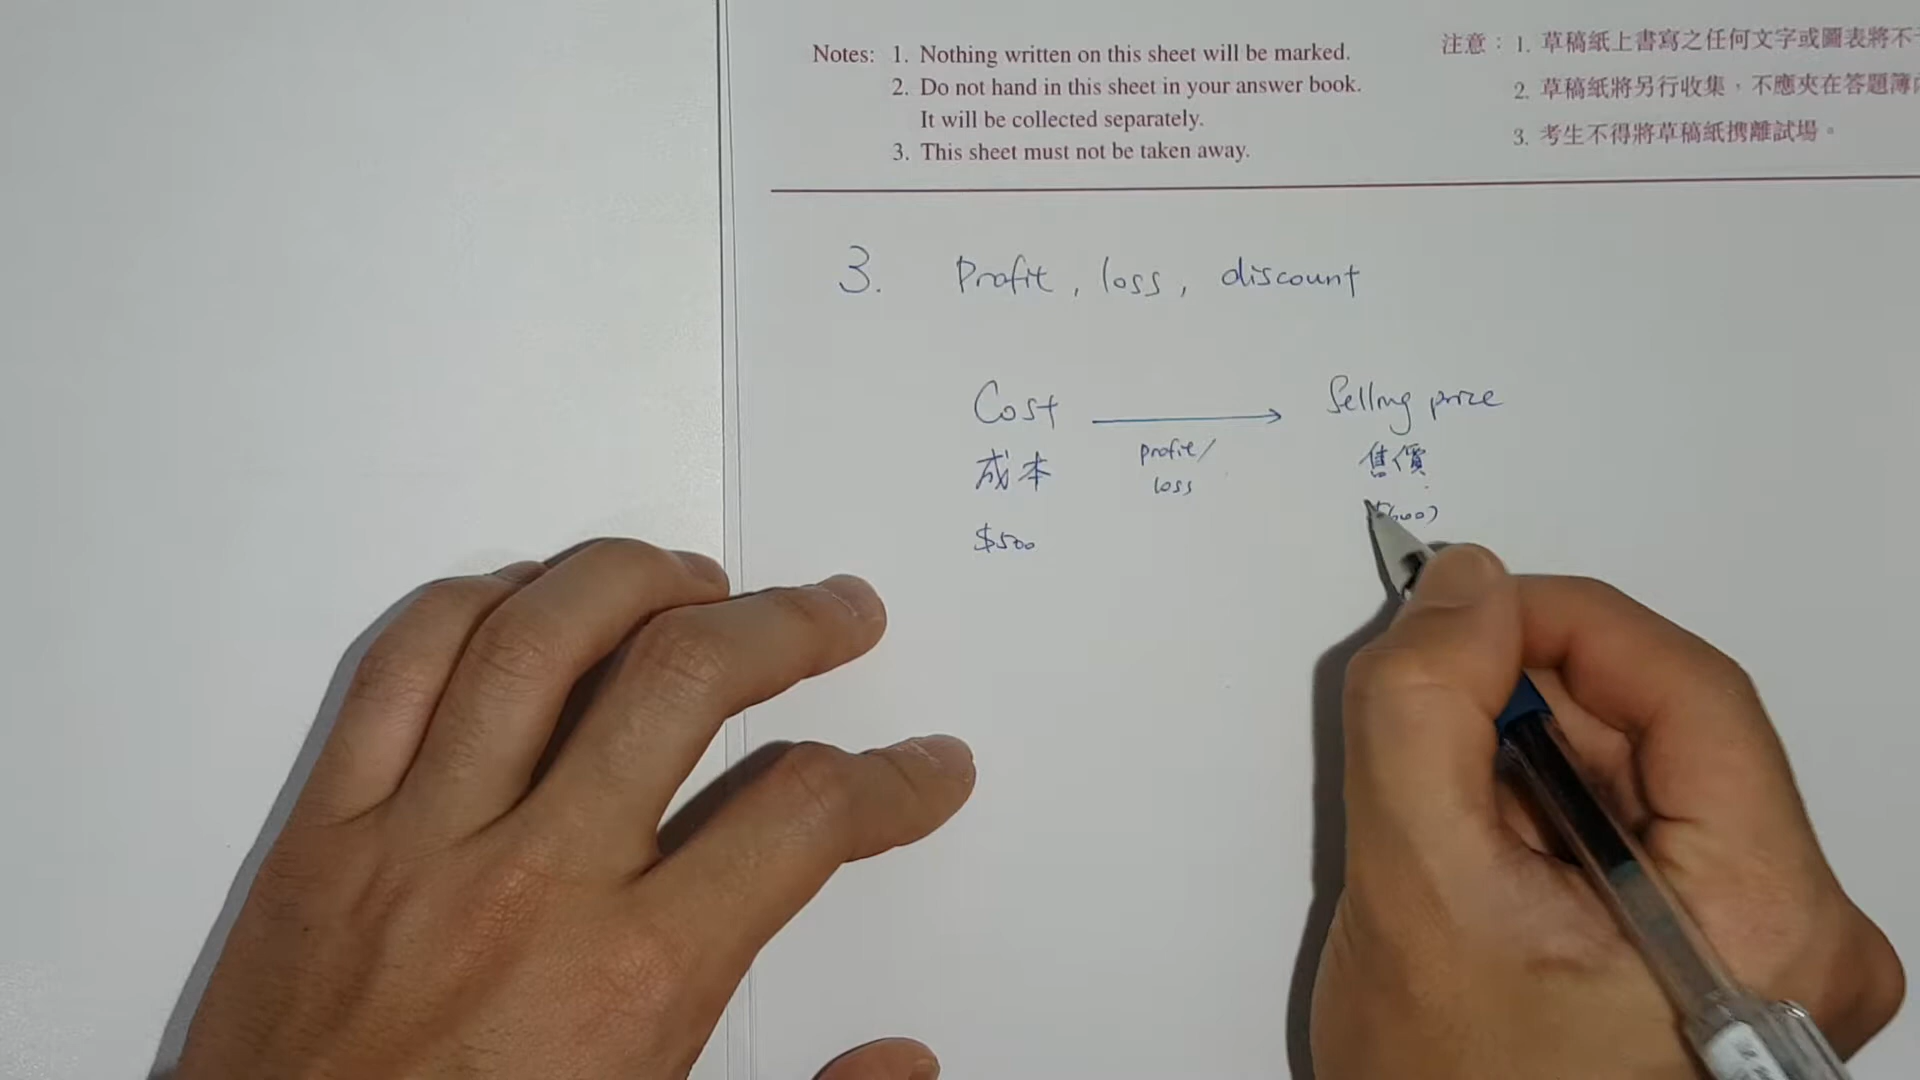 Notes: 1. Nothing written on this sheet will be marked.
2. Do not hand in this sheet in your answer book.
It will be collected separately.
3. This sheet must not be taken away.
注意：1. 草稿紙上書寫之任何文字或圖表將不
2. 草稿紙將另行收集，不應夾在答題簿
3. 考生不得將草稿紙携離試場。
3. Profit, loss, discount
Cost
成本
$500
profit/
loss
Selling price
售價